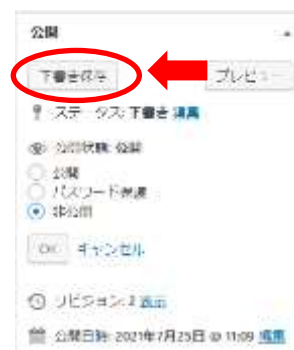 公開
下書き保存 プレビュー
ステータス: 下書き 編集
公開状態: 公開
公開
パスワード保護
非公開
OK キャンセル
リビジョン: 2 表示
公開日時: 2021年7月25日 @ 11:09 編集